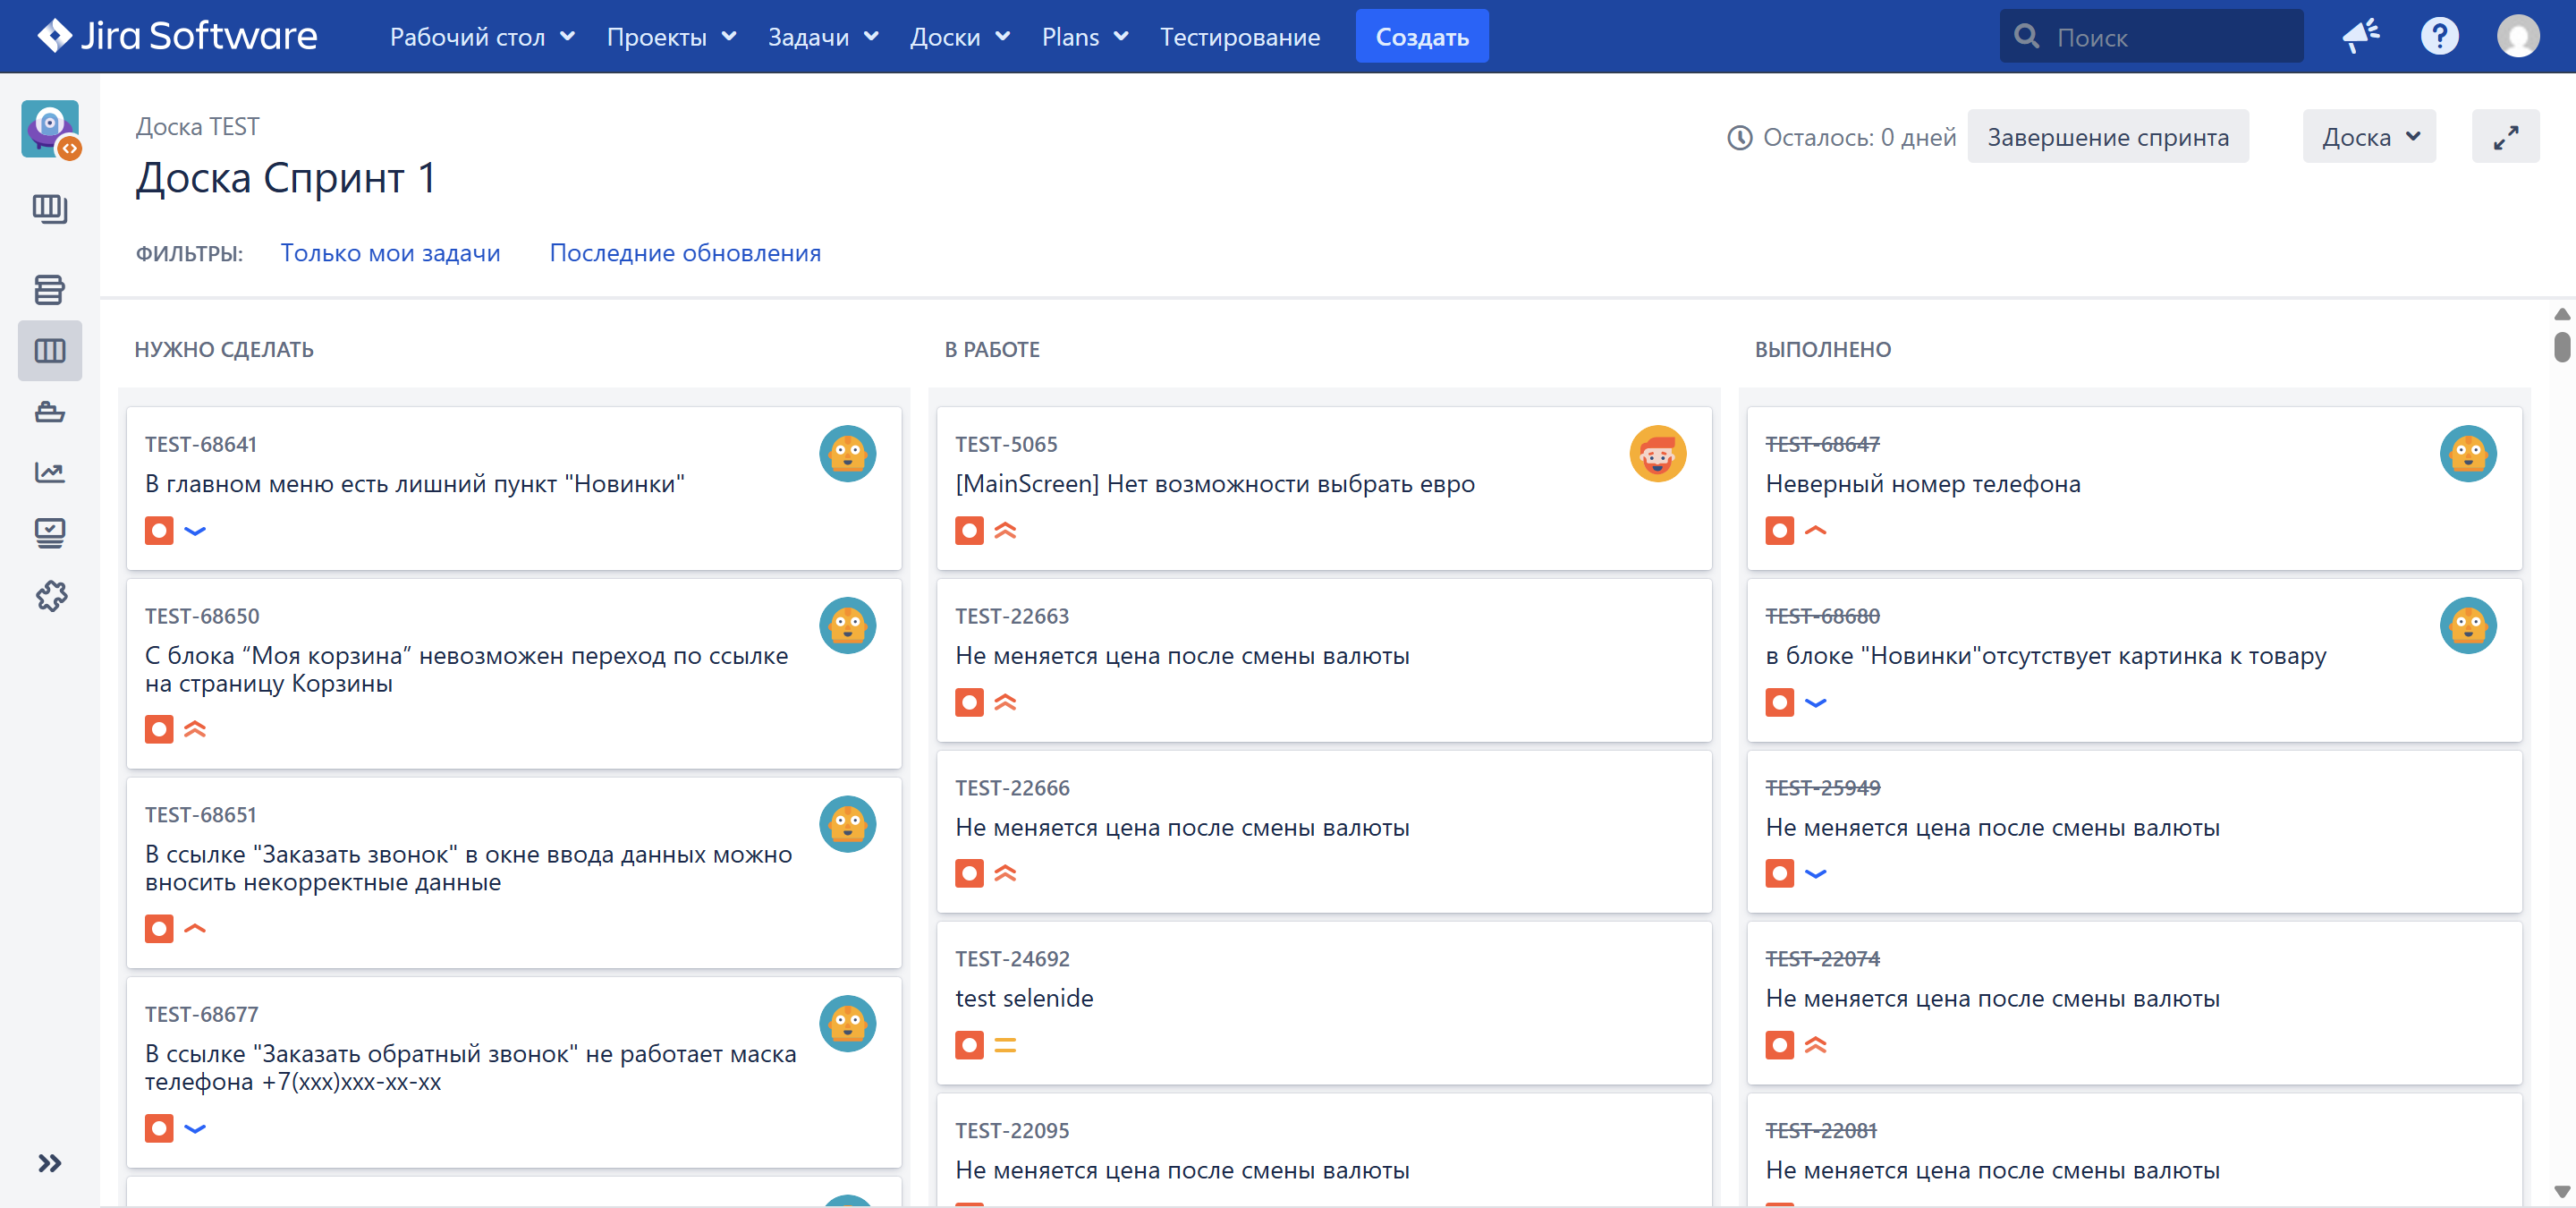 Jira Software
Рабочий стол
Проекты
Задачи
Доски
Plans
Тестирование
Создать
Поиск
Доска TEST
Доска Спринт 1
Осталось: 0 дней
Завершение спринта
Доска
ФИЛЬТРЫ:
Только мои задачи
Последние обновления
НУЖНО СДЕЛАТЬ
TEST-68641
В главном меню есть лишний пункт "Новинки"
TEST-68650
С блока “Моя корзина” невозможен переход по ссылке
на страницу Корзины
TEST-68651
В ссылке "Заказать звонок" в окне ввода данных можно
вносить некорректные данные
TEST-68677
В ссылке "Заказать обратный звонок" не работает маска
телефона +7(xxx)xxx-xx-xx
В РАБОТЕ
TEST-5065
[MainScreen] Нет возможности выбрать евро
TEST-22663
Не меняется цена после смены валюты
TEST-22666
Не меняется цена после смены валюты
TEST-24692
test selenide
TEST-22095
Не меняется цена после смены валюты
ВЫПОЛНЕНО
TEST-68647
Неверный номер телефона
TEST-68680
в блоке "Новинки"отсутствует картинка к товару
TEST-25949
Не меняется цена после смены валюты
TEST-22074
Не меняется цена после смены валюты
TEST-22081
Не меняется цена после смены валюты